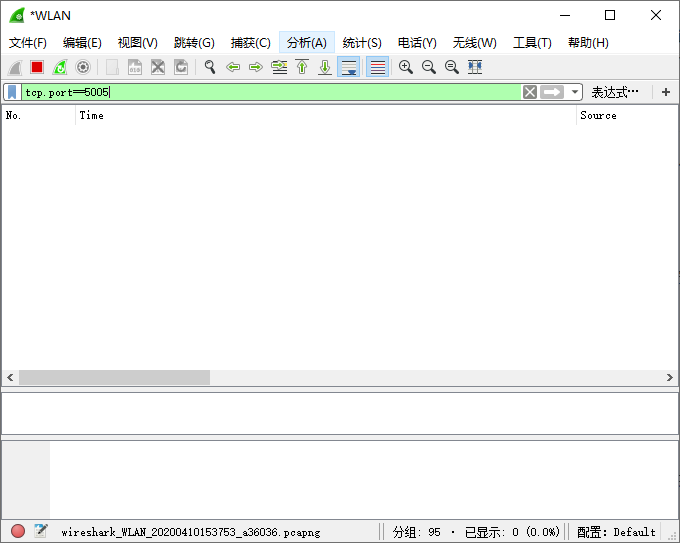 *WLAN
文件(F) 编辑(E) 视图(V) 跳转(G) 捕获(C) 分析(A) 统计(S) 电话(Y) 无线(W) 工具(T) 帮助(H)
tcp.port==5005 表达式…
No. Time Source
wireshark_WLAN_20200410153753_a36036.pcapng 分组: 95 · 已显示: 0 (0.0%) 配置: Default